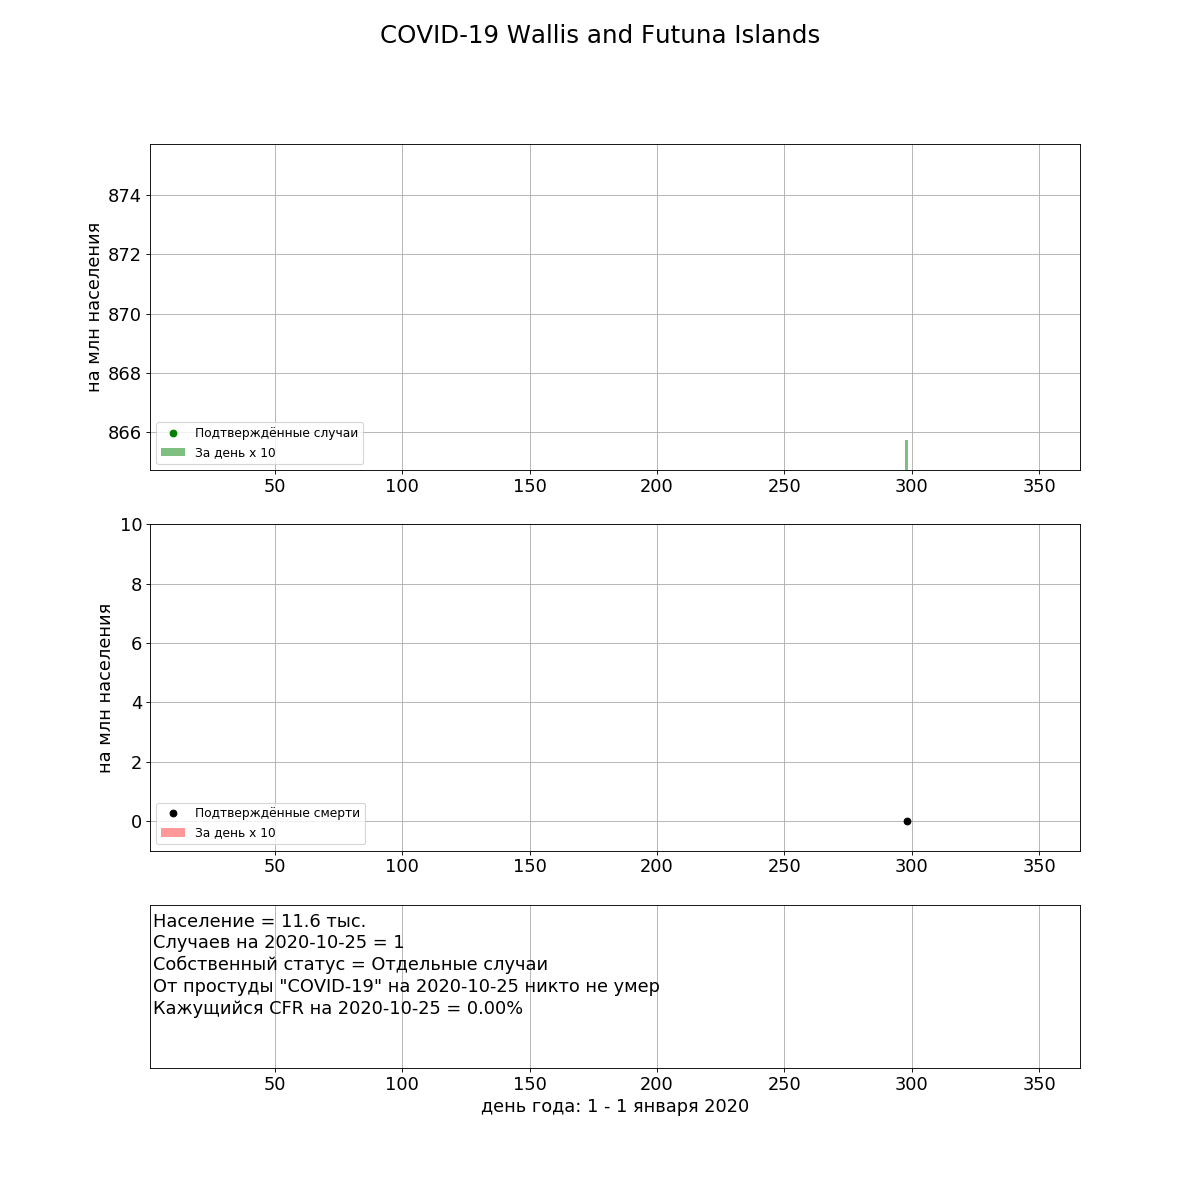 COVID-19 Wallis and Futuna Islands
874
872
870
868
866
на млн населения
Подтверждённые случаи
За день x 10
50 100 150 200 250 300 350
10
8
6
4
2
0
на млн населения
Подтверждённые смерти
За день x 10
50 100 150 200 250 300 350
Население = 11.6 тыс.
Случаев на 2020-10-25 = 1
Собственный статус = Отдельные случаи
От простуды "COVID-19" на 2020-10-25 никто не умер
Кажущийся CFR на 2020-10-25 = 0.00%
50 100 150 200 250 300 350
день года: 1 - 1 января 2020